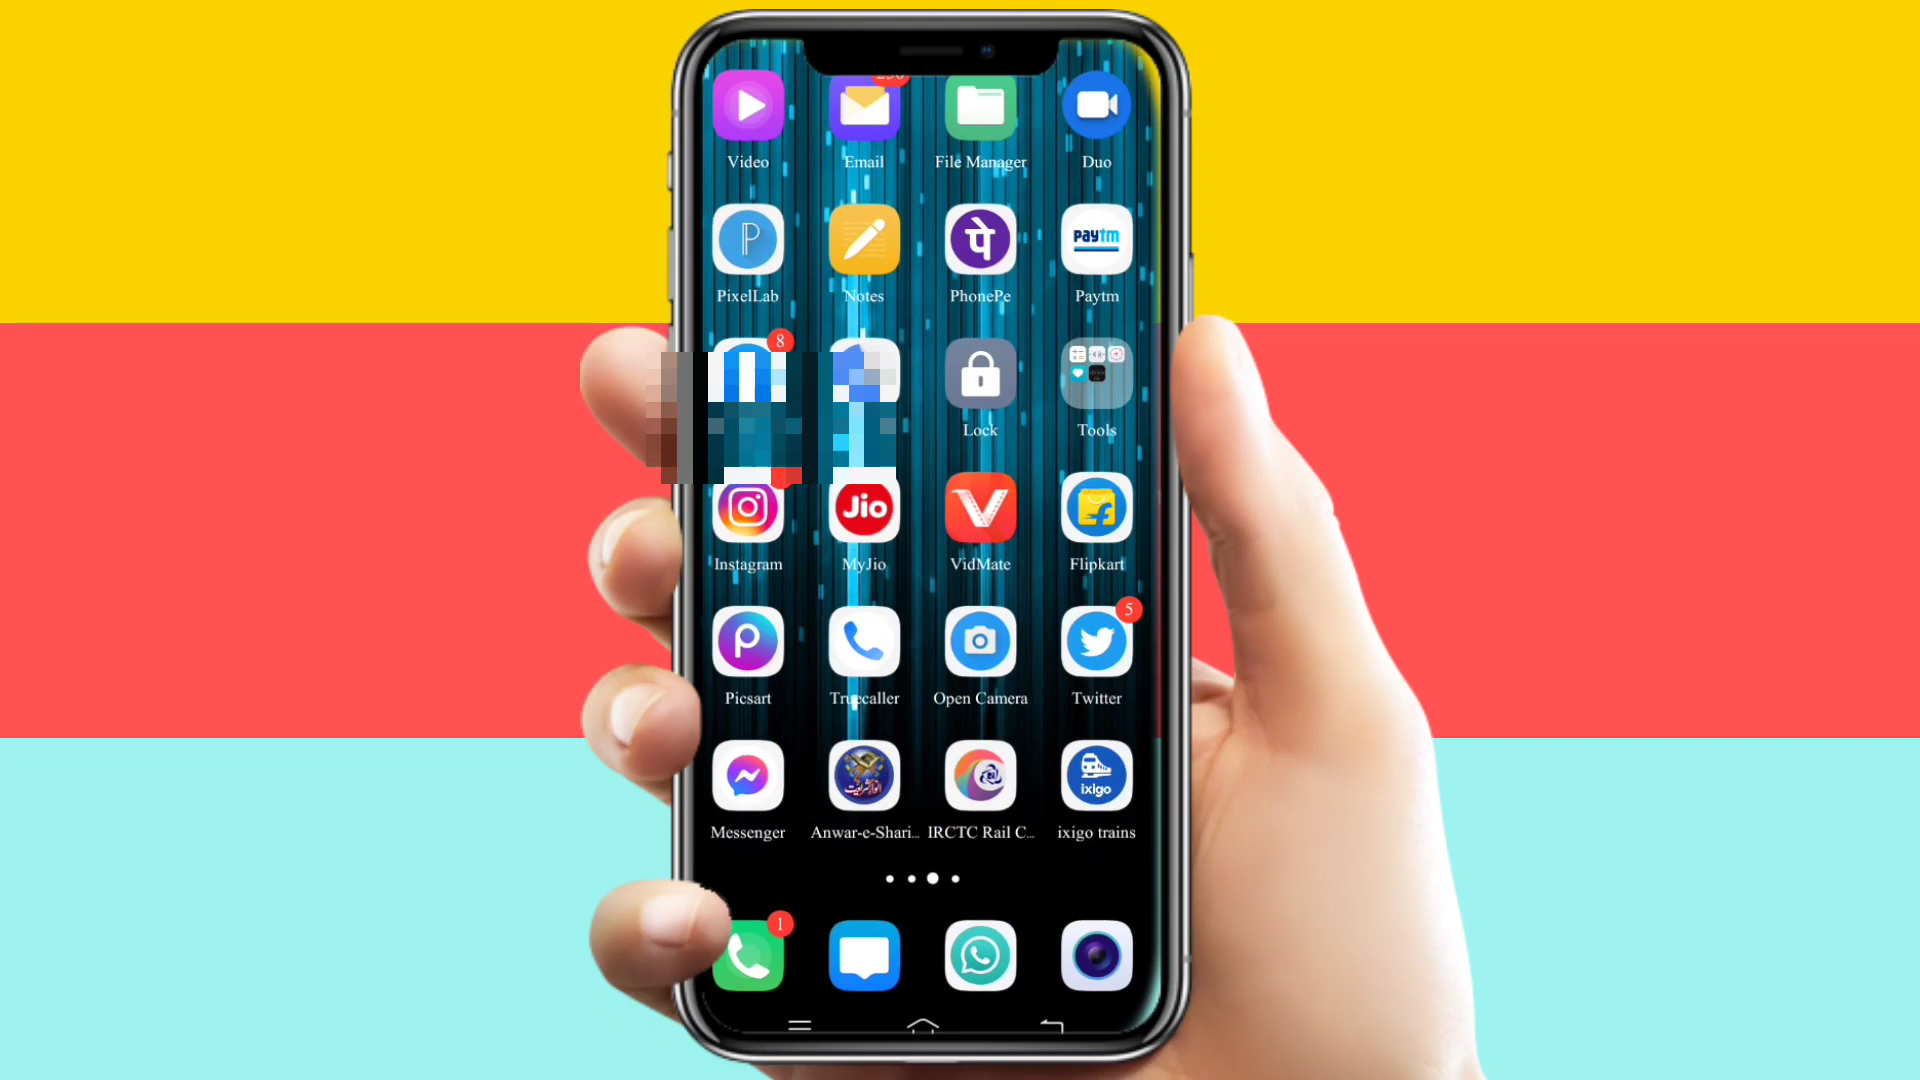 Video Email File Manager Duo
पे
paytm
PixelLab Notes PhonePe Paytm
8
Lock Tools
Jio
Instagram MyJio VidMate Flipkart
5
Picsart Truecaller Open Camera Twitter
ixigo
Messenger Anwar-e-Shari... IRCTC Rail C... ixigo trains
1